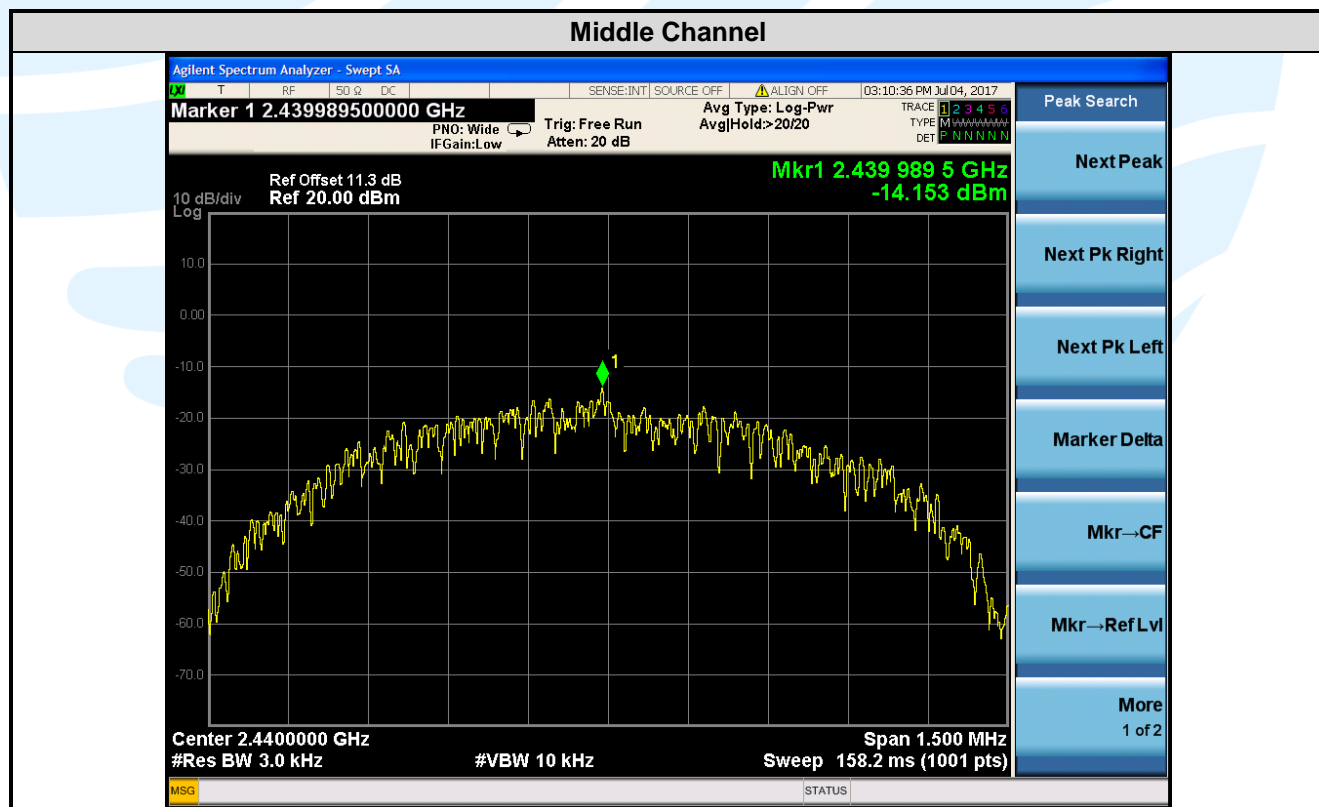 Middle Channel
Agilent Spectrum Analyzer - Swept SA
LXI T RF 50 Ω DC SENSE:INT SOURCE OFF ALIGN OFF 03:10:36 PM Jul 04, 2017
Marker 1 2.439989500000 GHz
PNO: Wide
IFGain:Low
Trig: Free Run
Atten: 20 dB
Avg Type: Log-Pwr
Avg|Hold:>20/20
TRACE 1 2 3 4 5 6
TYPE M
DET P N N N N N
Mkr1 2.439 989 5 GHz
-14.153 dBm
Ref Offset 11.3 dB
10 dB/div Ref 20.00 dBm
Log
10.0
0.00
-10.0
-20.0
-30.0
-40.0
-50.0
-60.0
-70.0
1
Center 2.4400000 GHz Span 1.500 MHz
#Res BW 3.0 kHz #VBW 10 kHz Sweep 158.2 ms (1001 pts)
MSG STATUS
Peak Search
Next Peak
Next Pk Right
Next Pk Left
Marker Delta
Mkr→CF
Mkr→Ref Lvl
More
1 of 2